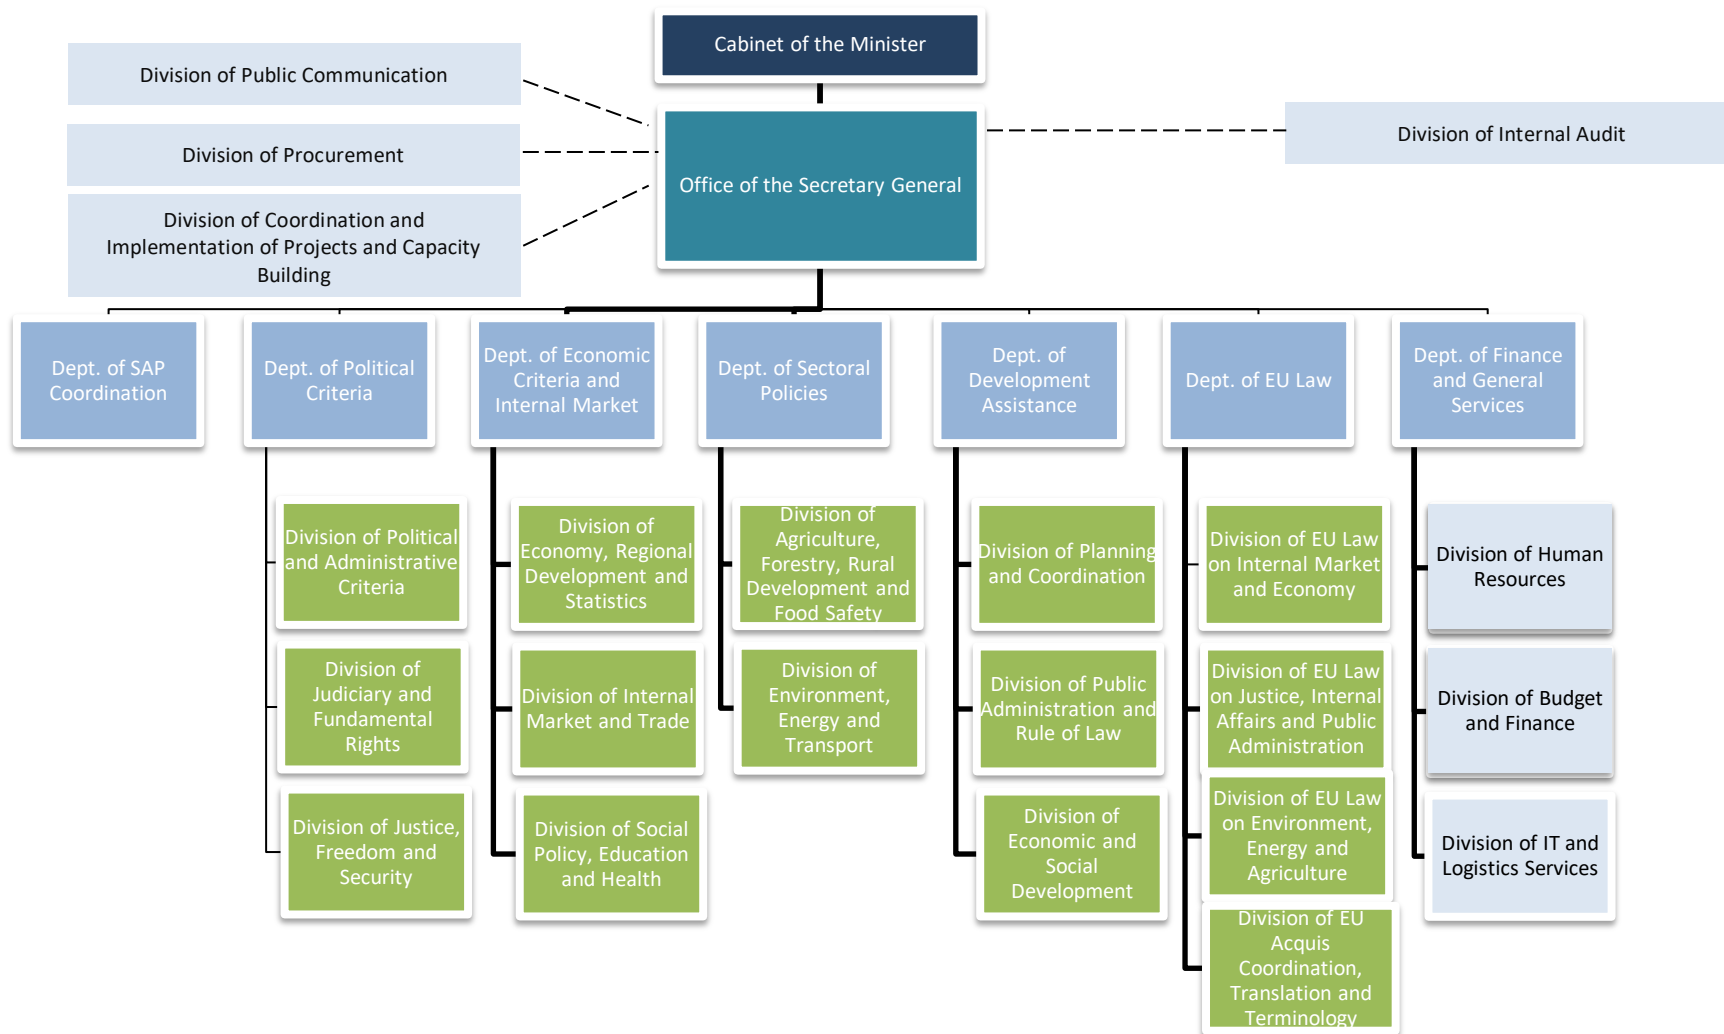 Cabinet of the Minister
Division of Public Communication
Division of Procurement
Division of Coordination and
Implementation of Projects and Capacity
Building
Office of the Secretary General
Division of Internal Audit
Dept. of SAP
Coordination
Dept. of Political
Criteria
Dept. of Economic
Criteria and
Internal Market
Dept. of Sectoral
Policies
Dept. of
Development
Assistance
Dept. of EU Law
Dept. of Finance
and General
Services
Division of Political
and Administrative
Criteria
Division of
Judiciary and
Fundamental
Rights
Division of Justice,
Freedom and
Security
Division of
Economy, Regional
Development and
Statistics
Division of Internal
Market and Trade
Division of Social
Policy, Education
and Health
Division of
Agriculture,
Forestry, Rural
Development and
Food Safety
Division of
Environment,
Energy and
Transport
Division of Planning
and Coordination
Division of Public
Administration and
Rule of Law
Division of
Economic and
Social
Development
Division of EU Law
on Internal Market
and Economy
Division of EU Law
on Justice, Internal
Affairs and Public
Administration
Division of EU Law
on Environment,
Energy and
Agriculture
Division of EU
Acquis
Coordination,
Translation and
Terminology
Division of Human
Resources
Division of Budget
and Finance
Division of IT and
Logistics Services